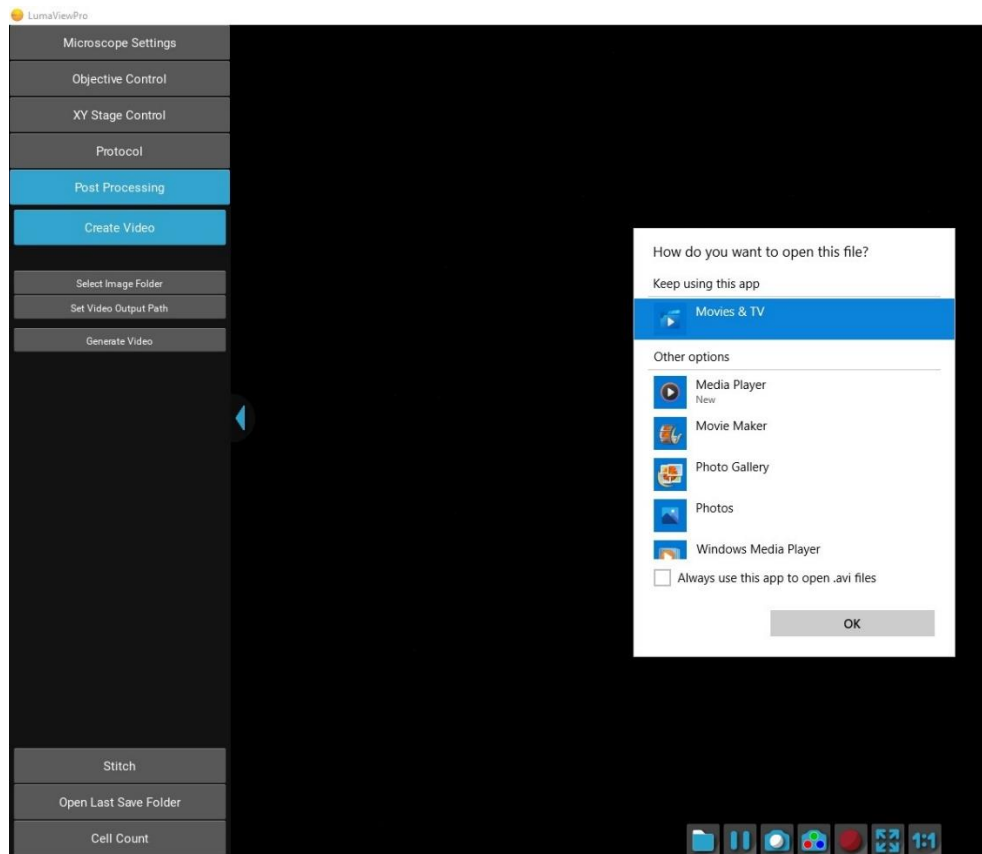 LumaViewPro
Microscope Settings
Objective Control
XY Stage Control
Protocol
Post Processing
Create Video
Select Image Folder
Set Video Output Path
Generate Video
Stitch
Open Last Save Folder
Cell Count
How do you want to open this file?
Keep using this app
Movies & TV
Other options
Media Player
New
Movie Maker
Photo Gallery
Photos
Windows Media Player
Always use this app to open .avi files
OK
1:1